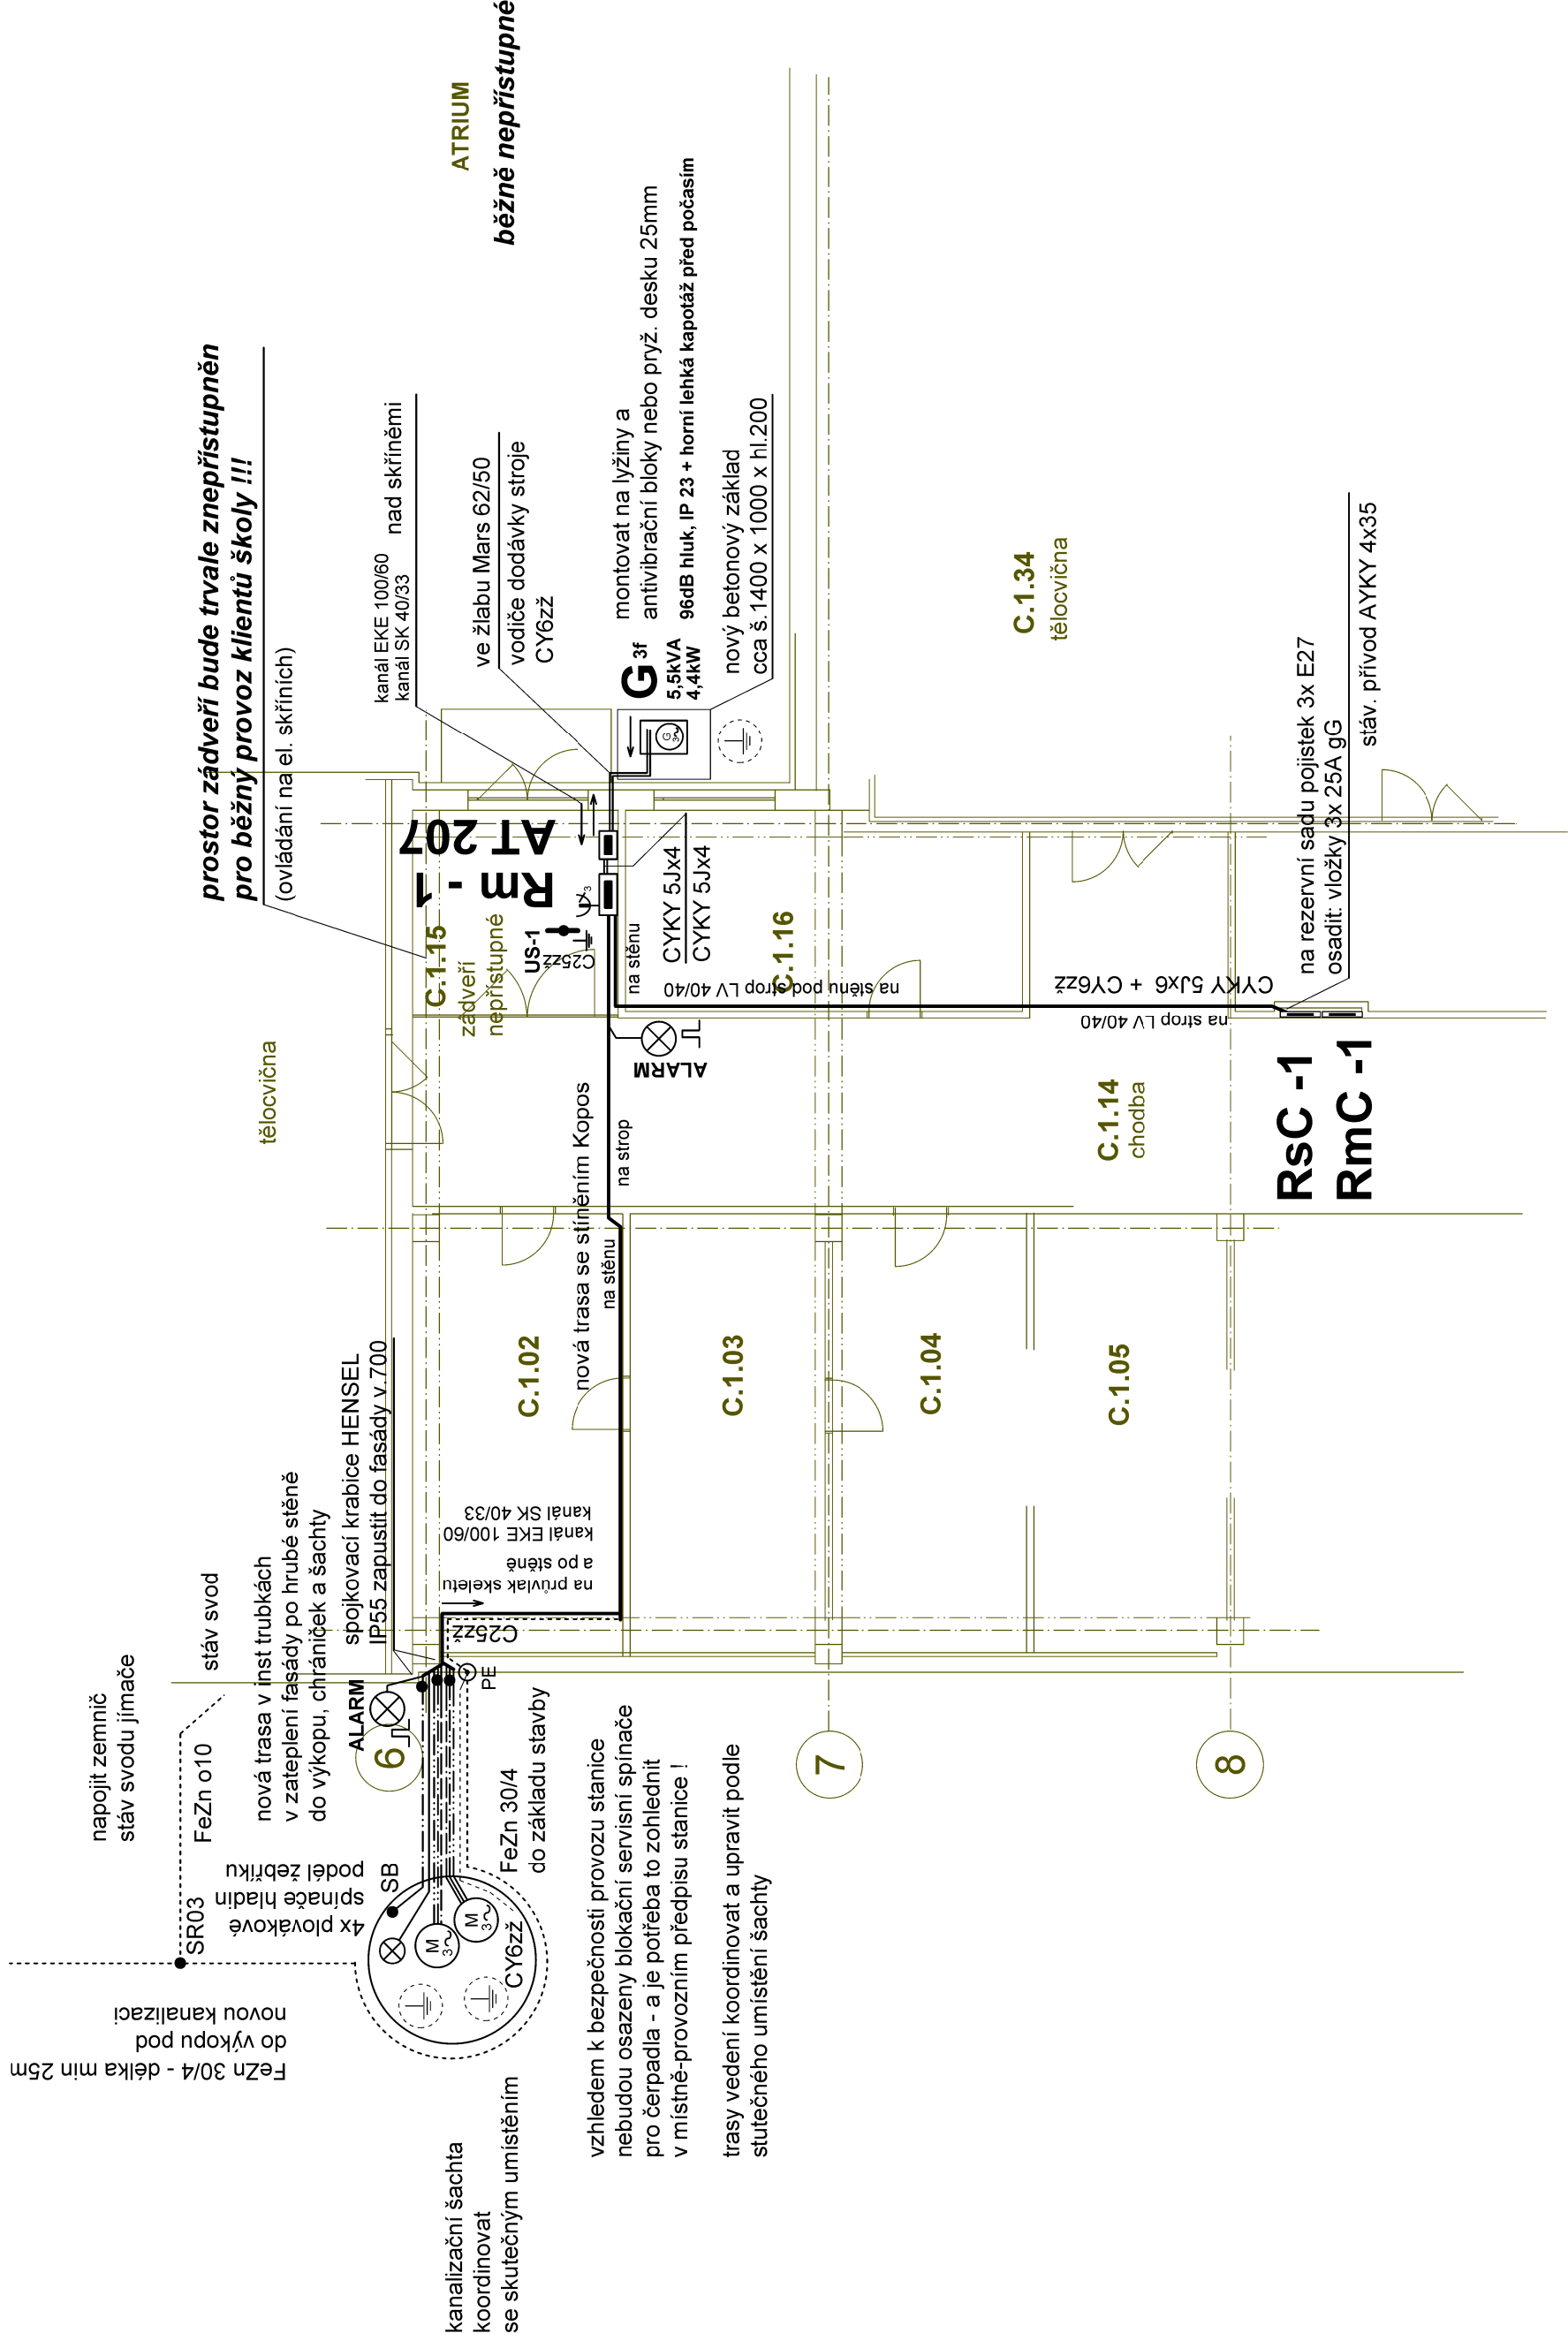 ATRIUM
běžně nepřístupné
prostor zádveří bude trvale znepřístupněn
pro běžný provoz klientů školy !!!
(ovládání na el. skříních)
kanál EKE 100/60
kanál SK 40/33
nad skříněmi
ve žlabu Mars 62/50
vodiče dodávky stroje
CY6zž
G 3f
5,5kVA
4,4kW
montovat na lyžiny a
antivibrační bloky nebo pryž. desku 25mm
96dB hluk, IP 23 + horní lehká kapotáž před počasím
nový betonový základ
cca š.1400 x 1000 x hl.200
G
3
C.1.34
tělocvična
na rezervní sadu pojistek 3x E27
osadit: vložky 3x 25A gG
stáv. přívod AYKY 4x35
AT 207
Rm - 1
3
C.1.15
zádveří
nepřístupné
US-1
C25zž
na stěnu
CYKY 5Jx4
CYKY 5Jx4
C.1.16
na stěnu pod strop LV 40/40
CYKY 5Jx6 + CY6zž
na strop LV 40/40
ALARM
tělocvična
nová trasa se stíněním Kopos
na strop
na stěnu
C.1.14
chodba
RsC -1
RmC -1
C.1.02
C.1.03
C.1.04
C.1.05
spojkovací krabice HENSEL
IP55 zapustit do fasády v.700
kanál SK 40/33
kanál EKE 100/60
a po stěně
na průvlak skeletu
C25zž
PE
nová trasa v inst trubkách
v zateplení fasády po hrubé stěně
do výkopu, chrániček a šachty
stáv svod
FeZn o10
napojit zemnič
stáv svodu jímače
ALARM
6
7
8
SB
4x plovákové
spínače hladin
podél žebříku
SR03
FeZn 30/4
do základu stavby
M
3
M
3
CY6zž
FeZn 30/4 - délka min 25m
do výkopu pod
novou kanalizaci
vzhledem k bezpečnosti provozu stanice
nebudou osazeny blokační servisní spínače
pro čerpadla - a je potřeba to zohlednit
v místně-provozním předpisu stanice !
trasy vedení koordinovat a upravit podle
stutečného umístění šachty
kanalizační šachta
koordinovat
se skutečným umístěním